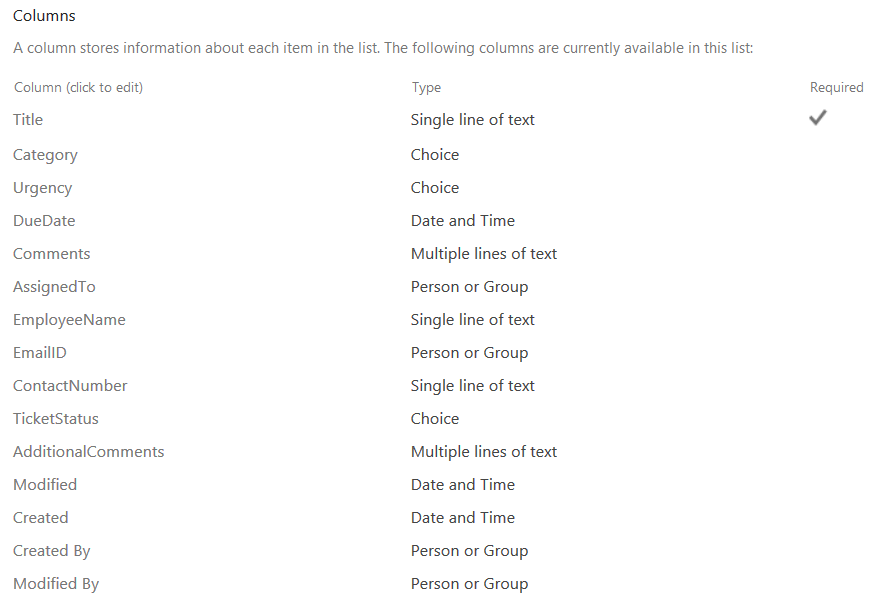 Columns
A column stores information about each item in the list. The following columns are currently available in this list:
Column (click to edit) Type Required
Title Single line of text
Category Choice
Urgency Choice
DueDate Date and Time
Comments Multiple lines of text
AssignedTo Person or Group
EmployeeName Single line of text
EmailID Person or Group
ContactNumber Single line of text
TicketStatus Choice
AdditionalComments Multiple lines of text
Modified Date and Time
Created Date and Time
Created By Person or Group
Modified By Person or Group